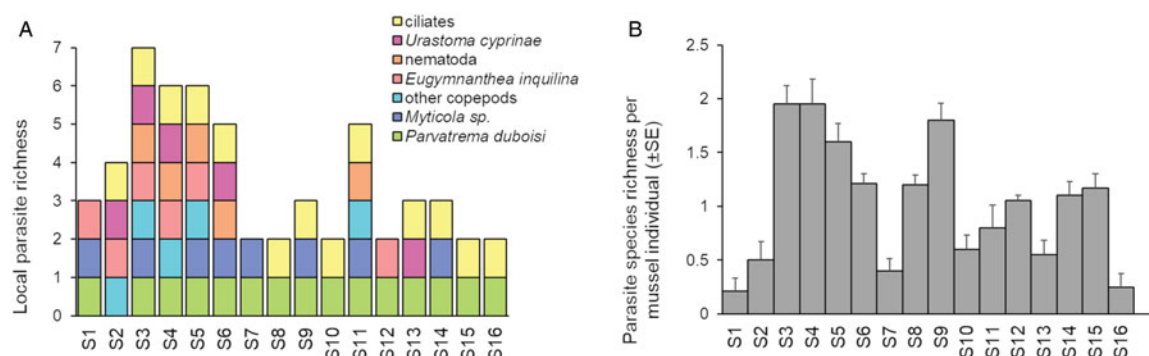 A
Local parasite richness
7
6
5
4
3
2
1
0
ciliates
Urastoma cyprinae
nematoda
Eugymnanthea inquilina
other copepods
Myticola sp.
Parvatrema duboisi
S1 S2 S3 S4 S5 S6 S7 S8 S9 S10 S11 S12 S13 S14 S15 S16
B
Parasite species richness per
mussel individual (±SE)
2.5
2
1.5
1
0.5
0
S1 S2 S3 S4 S5 S6 S7 S8 S9 S10 S11 S12 S13 S14 S15 S16